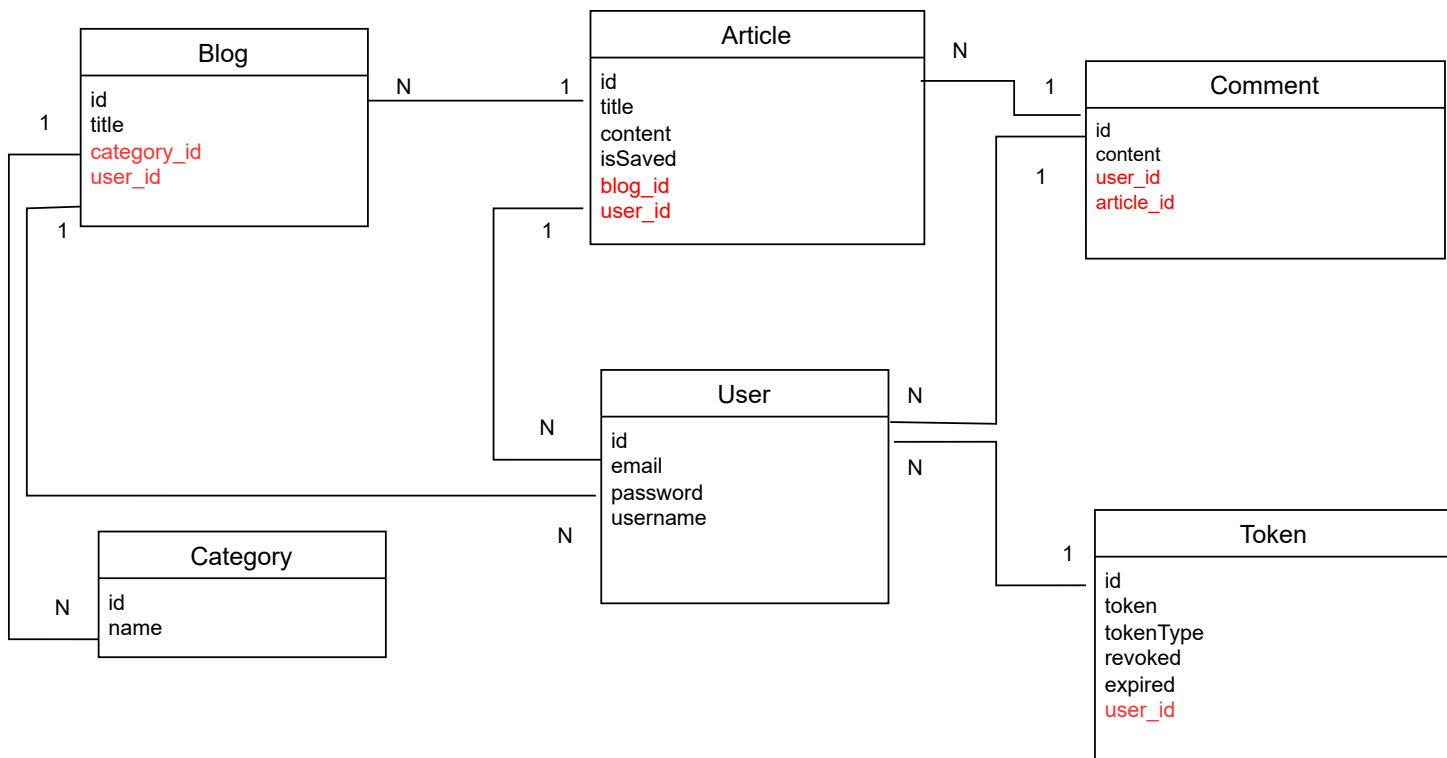 Blog
id
title
category_id
user_id
Article
id
title
content
isSaved
blog_id
user_id
Comment
id
content
user_id
article_id
N
1
N
1
1
1
1
1
User
id
email
password
username
N
N
N
N
Category
id
name
N
Token
id
token
tokenType
revoked
expired
user_id
1